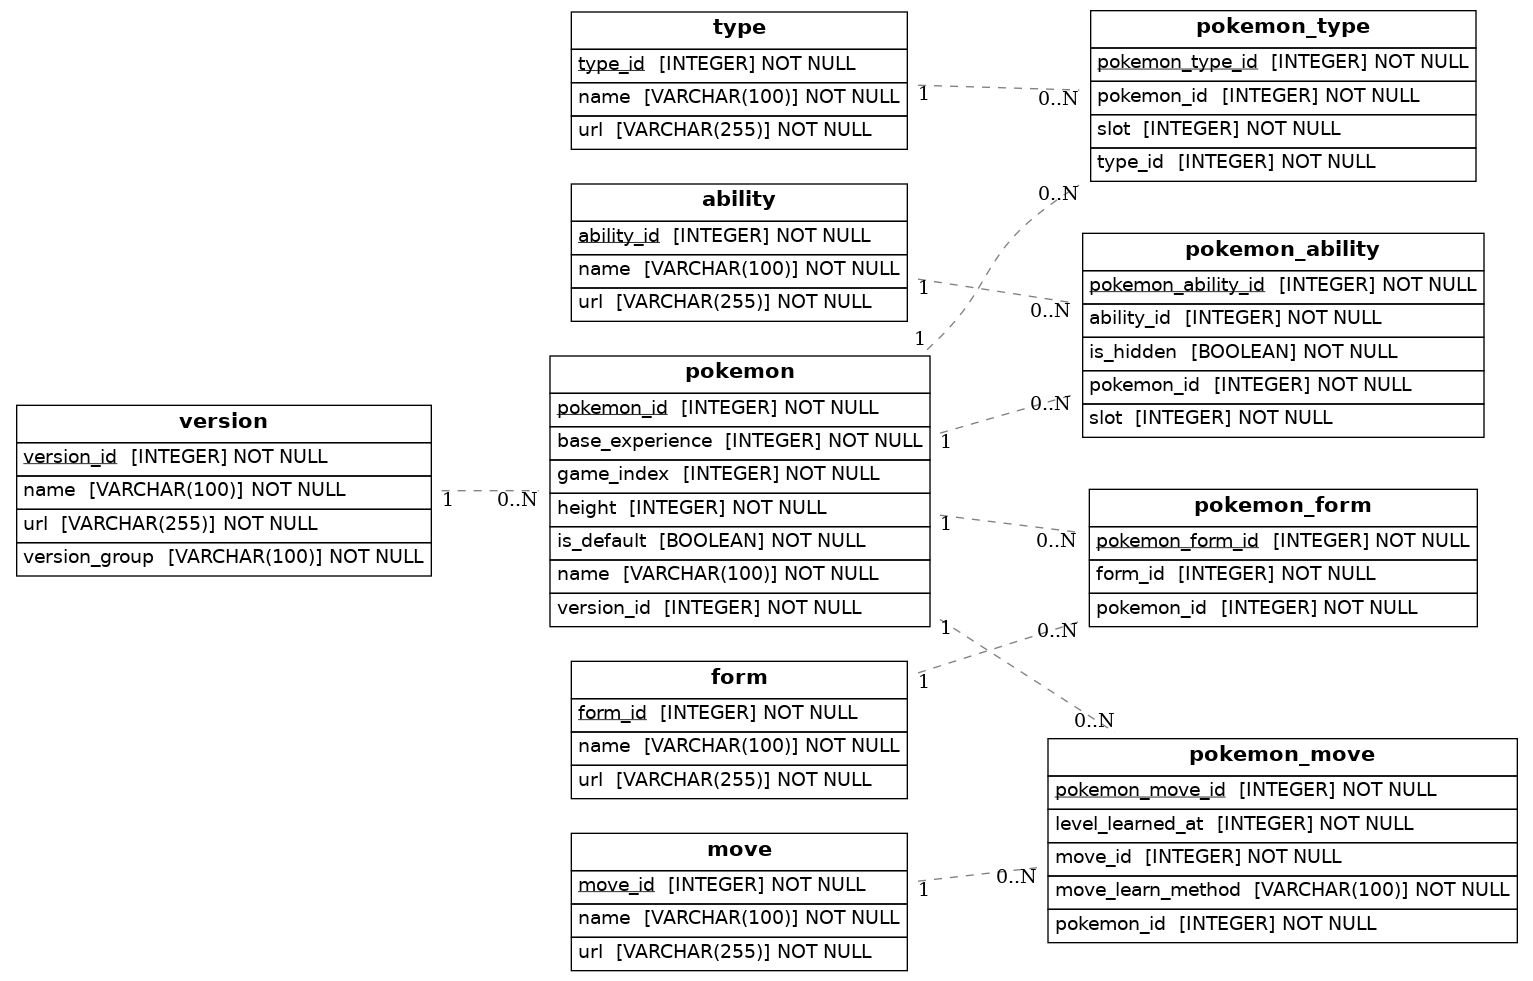 type
type_id [INTEGER] NOT NULL
name [VARCHAR(100)] NOT NULL
url [VARCHAR(255)] NOT NULL
1
0..N
pokemon_type
pokemon_type_id [INTEGER] NOT NULL
pokemon_id [INTEGER] NOT NULL
slot [INTEGER] NOT NULL
type_id [INTEGER] NOT NULL
0..N
ability
ability_id [INTEGER] NOT NULL
name [VARCHAR(100)] NOT NULL
url [VARCHAR(255)] NOT NULL
1
0..N
pokemon_ability
pokemon_ability_id [INTEGER] NOT NULL
ability_id [INTEGER] NOT NULL
is_hidden [BOOLEAN] NOT NULL
pokemon_id [INTEGER] NOT NULL
slot [INTEGER] NOT NULL
0..N
version
version_id [INTEGER] NOT NULL
name [VARCHAR(100)] NOT NULL
url [VARCHAR(255)] NOT NULL
version_group [VARCHAR(100)] NOT NULL
1
0..N
pokemon
pokemon_id [INTEGER] NOT NULL
base_experience [INTEGER] NOT NULL
game_index [INTEGER] NOT NULL
height [INTEGER] NOT NULL
is_default [BOOLEAN] NOT NULL
name [VARCHAR(100)] NOT NULL
version_id [INTEGER] NOT NULL
1
1
1
1
0..N
pokemon_form
pokemon_form_id [INTEGER] NOT NULL
form_id [INTEGER] NOT NULL
pokemon_id [INTEGER] NOT NULL
0..N
form
form_id [INTEGER] NOT NULL
name [VARCHAR(100)] NOT NULL
url [VARCHAR(255)] NOT NULL
1
0..N
pokemon_move
pokemon_move_id [INTEGER] NOT NULL
level_learned_at [INTEGER] NOT NULL
move_id [INTEGER] NOT NULL
move_learn_method [VARCHAR(100)] NOT NULL
pokemon_id [INTEGER] NOT NULL
move
move_id [INTEGER] NOT NULL
name [VARCHAR(100)] NOT NULL
url [VARCHAR(255)] NOT NULL
1
0..N